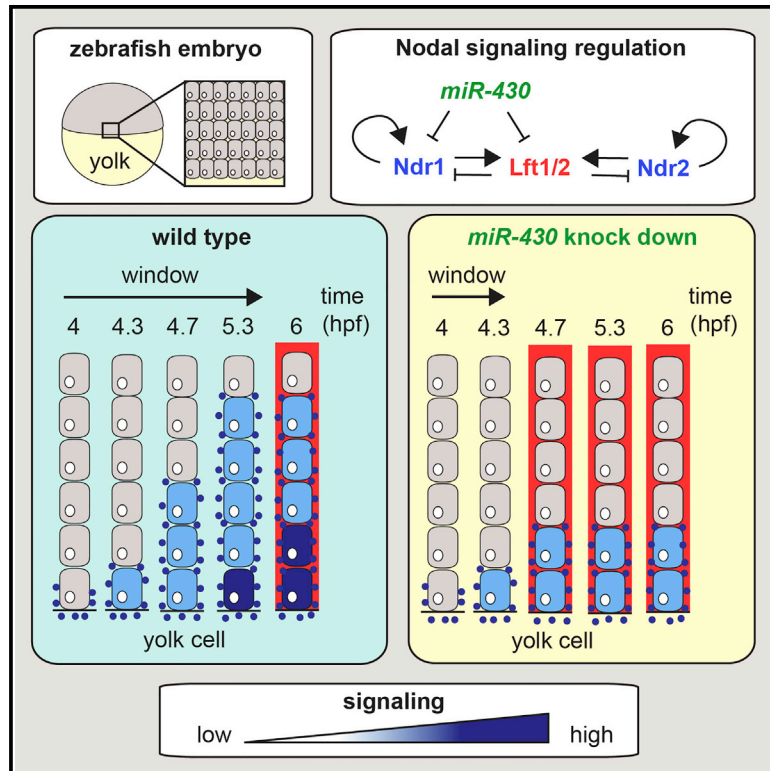 zebrafish embryo
yolk
Nodal signaling regulation
miR-430
Ndr1 Lft1/2 Ndr2
wild type
window
time
4 4.3 4.7 5.3 6 (hpf)
yolk cell
miR-430 knock down
window
time
4 4.3 4.7 5.3 6 (hpf)
yolk cell
signaling
low high